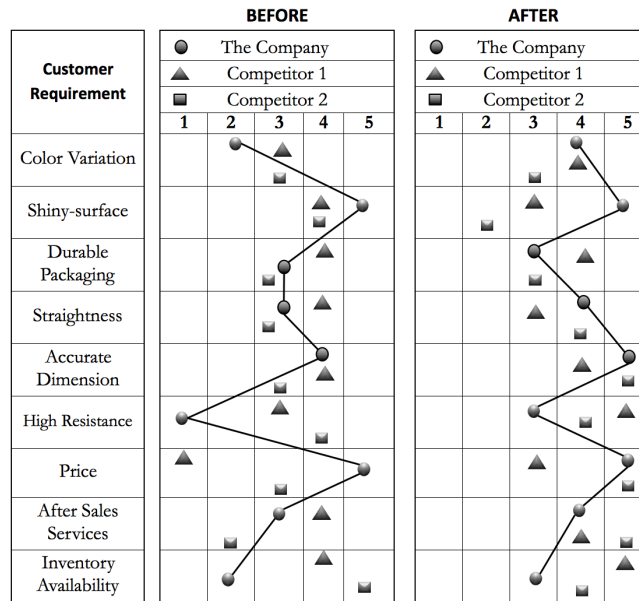 BEFORE
AFTER
Customer
Requirement
The Company
Competitor 1
Competitor 2
1 2 3 4 5
The Company
Competitor 1
Competitor 2
1 2 3 4 5
Color Variation
Shiny-surface
Durable
Packaging
Straightness
Accurate
Dimension
High Resistance
Price
After Sales
Services
Inventory
Availability